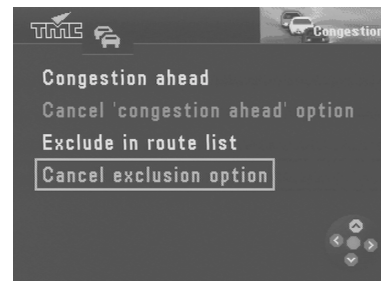 TMC
Congestion
Congestion ahead
Cancel 'congestion ahead' option
Exclude in route list
Cancel exclusion option